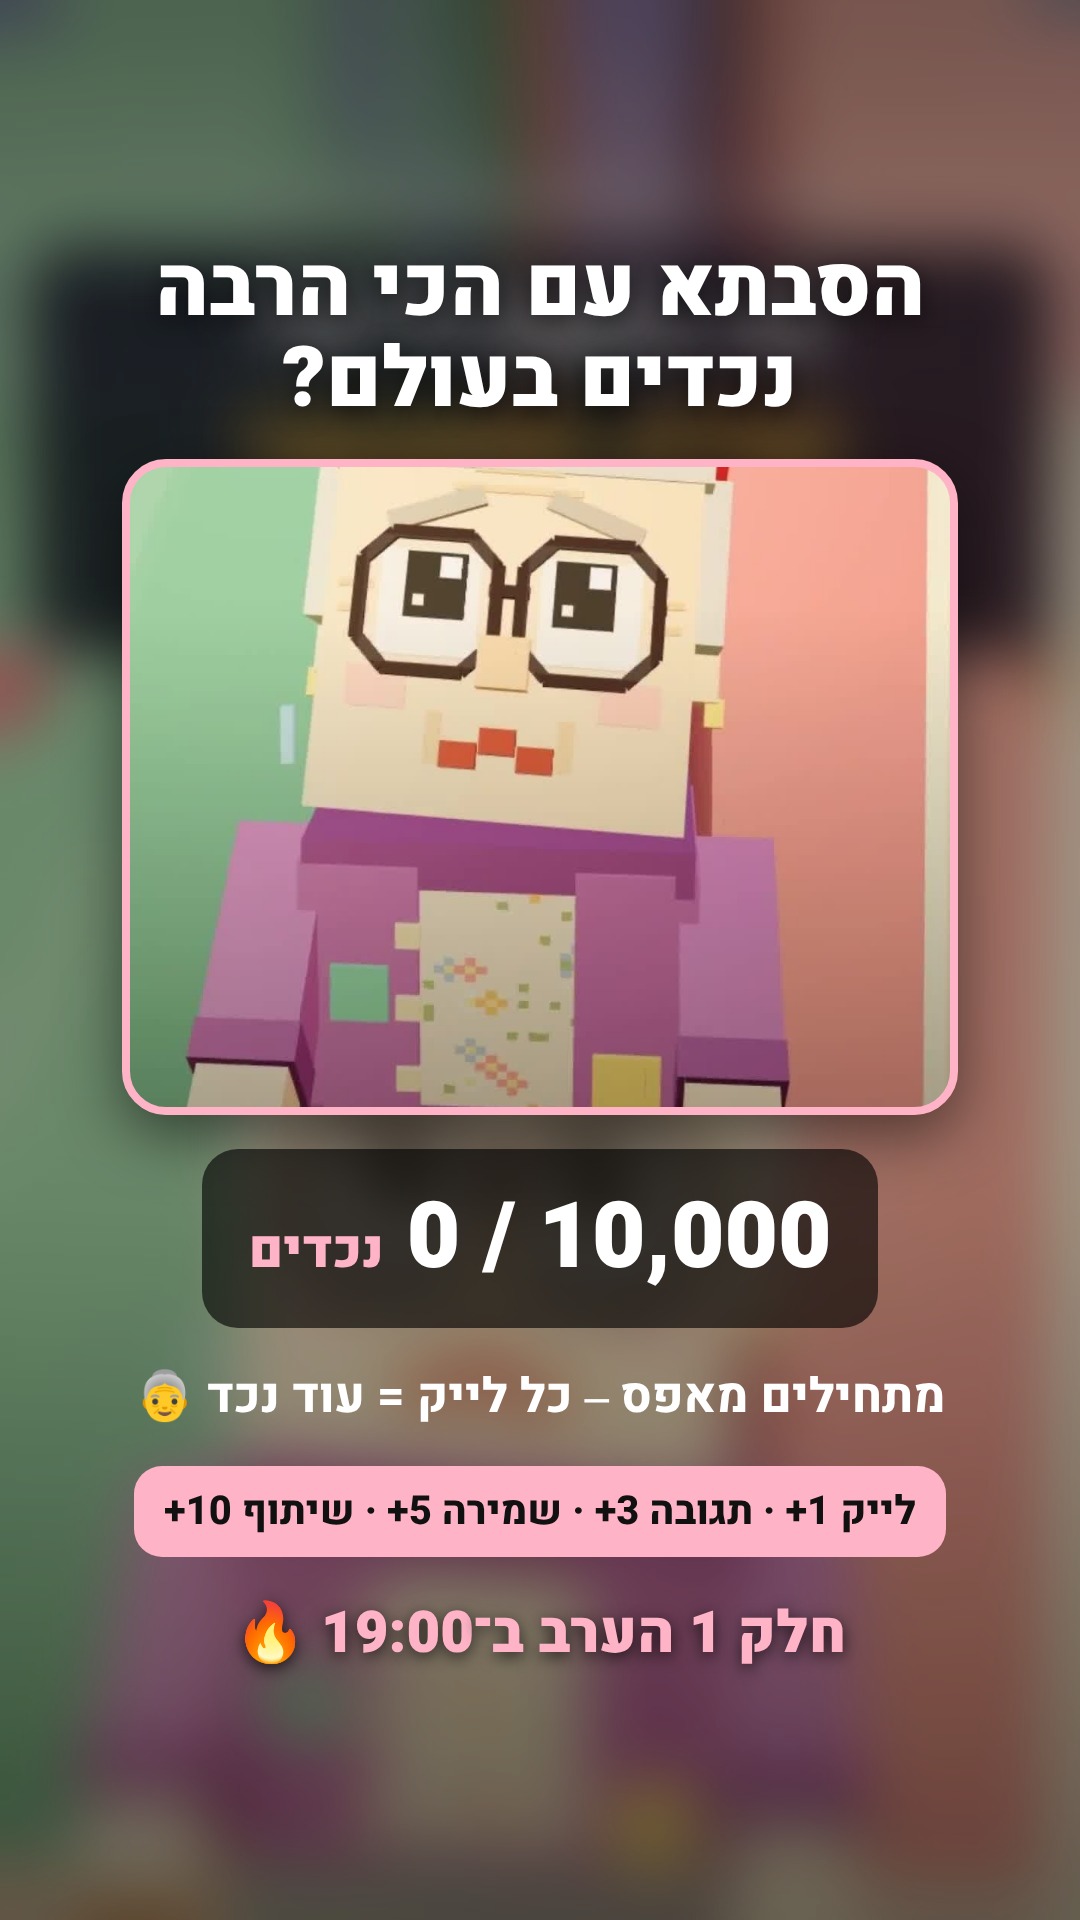 הסבתא עם הכי הרבה
נכדים בעולם?
0 / 10,000 נכדים
מתחילים מאפס – כל לייק = עוד נכד 👵
לייק 1+ · תגובה 3+ · שמירה 5+ · שיתוף 10+
חלק 1 הערב ב־19:00 🔥